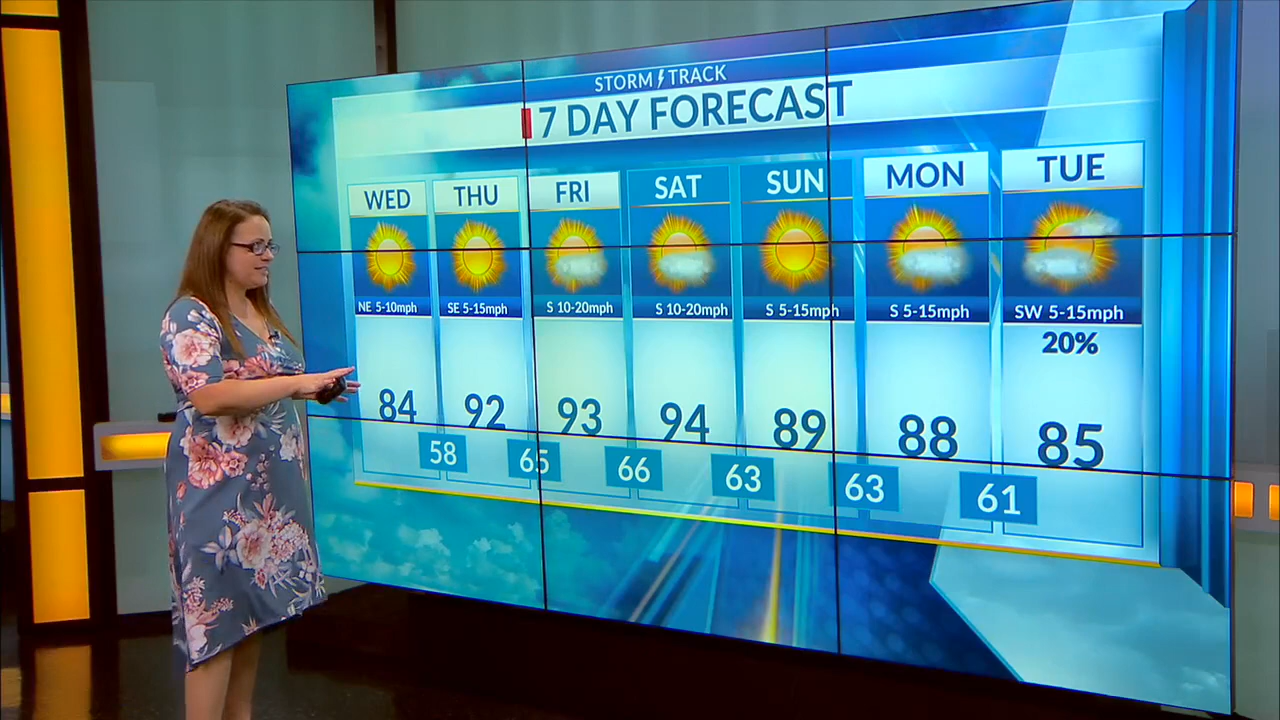 STORM TRACK
7 DAY FORECAST
WED THU FRI SAT SUN MON TUE
NE 5-10mph SE 5-15mph S 10-20mph S 10-20mph S 5-15mph S 5-15mph SW 5-15mph
20%
84 92 93 94 89 88 85
58 65 66 63 63 61